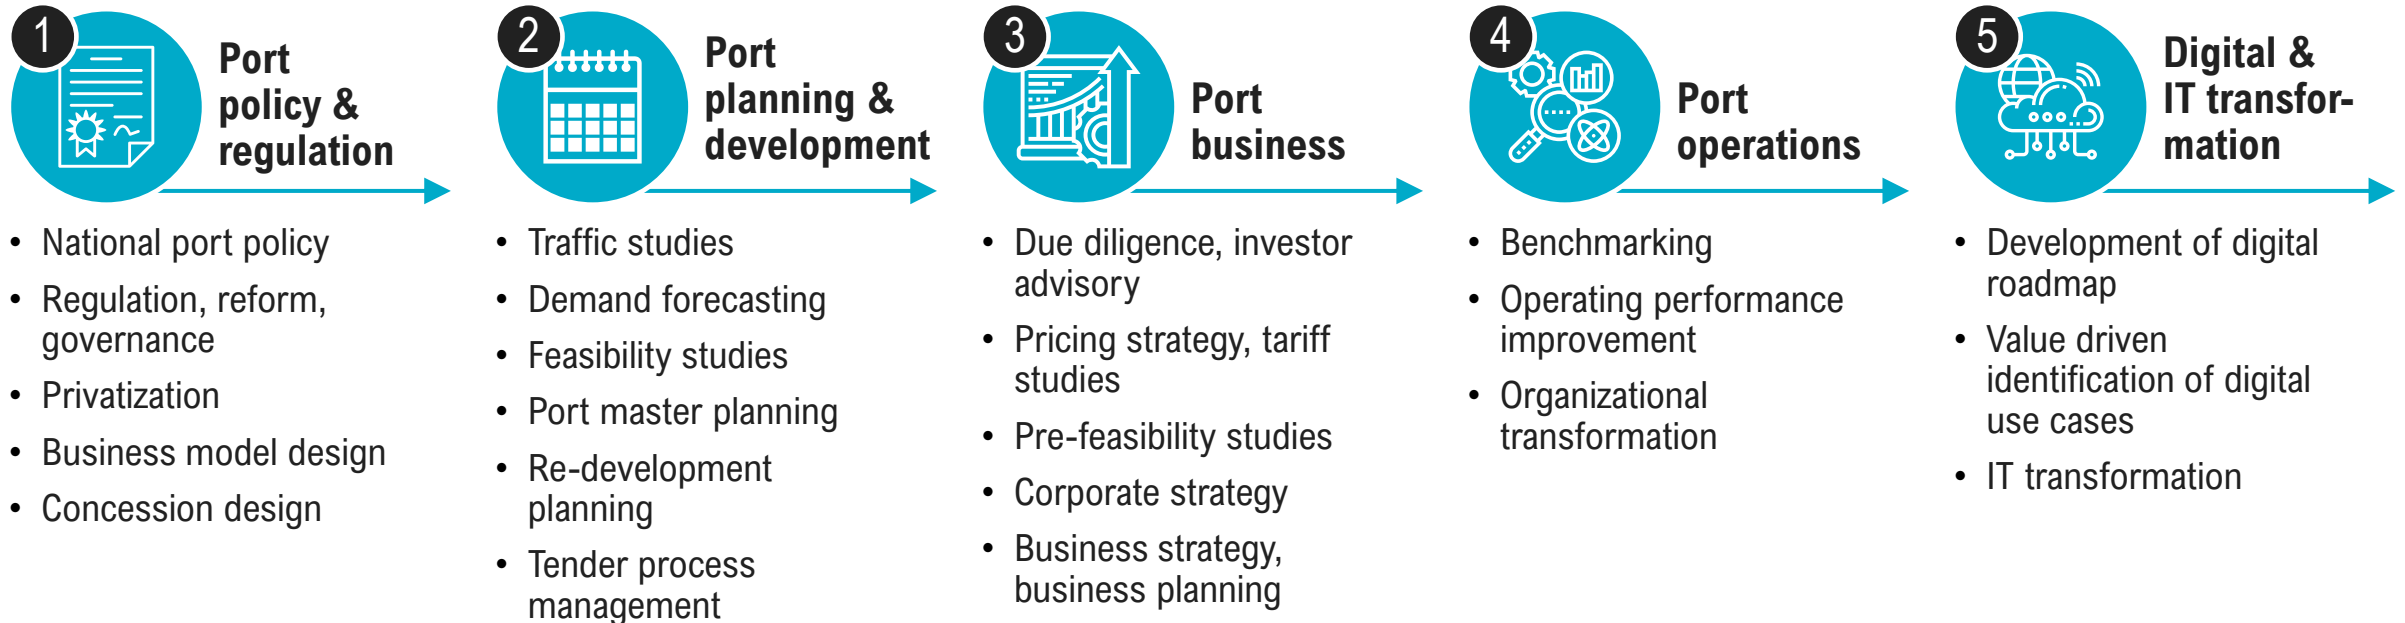 1
Port
policy &
regulation
• National port policy
• Regulation, reform,
governance
• Privatization
• Business model design
• Concession design
2
Port
planning &
development
• Traffic studies
• Demand forecasting
• Feasibility studies
• Port master planning
• Re-development
planning
• Tender process
management
3
Port
business
• Due diligence, investor
advisory
• Pricing strategy, tariff
studies
• Pre-feasibility studies
• Corporate strategy
• Business strategy,
business planning
4
Port
operations
• Benchmarking
• Operating performance
improvement
• Organizational
transformation
5
Digital &
IT transfor-
mation
• Development of digital
roadmap
• Value driven
identification of digital
use cases
• IT transformation